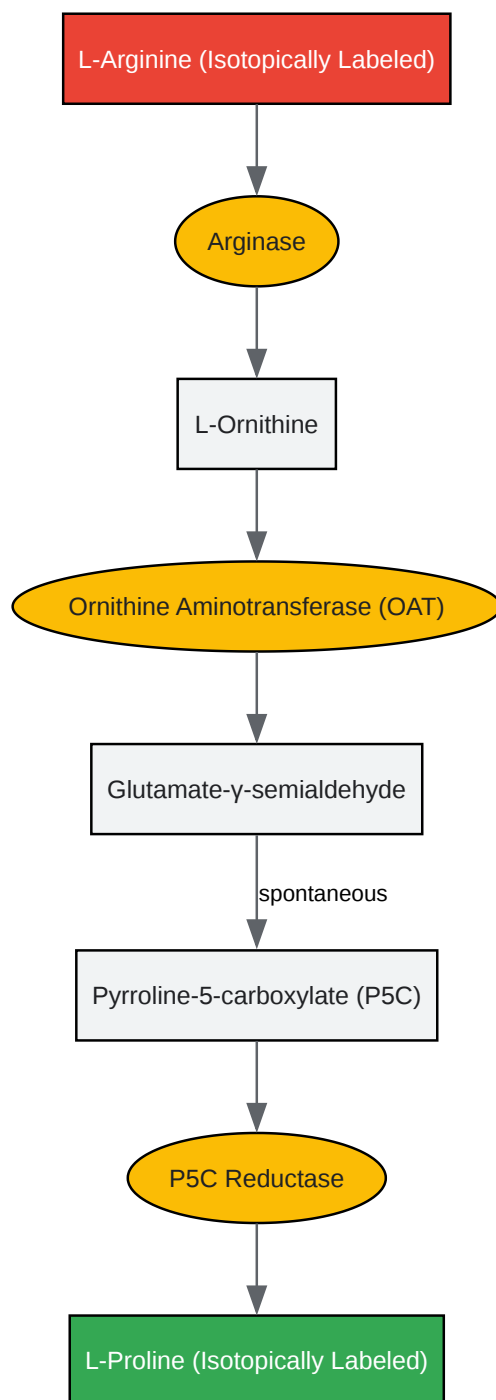 L-Arginine (Isotopically Labeled)
Arginase
L-Ornithine
Ornithine Aminotransferase (OAT)
Glutamate-γ-semialdehyde
spontaneous
Pyrroline-5-carboxylate (P5C)
P5C Reductase
L-Proline (Isotopically Labeled)